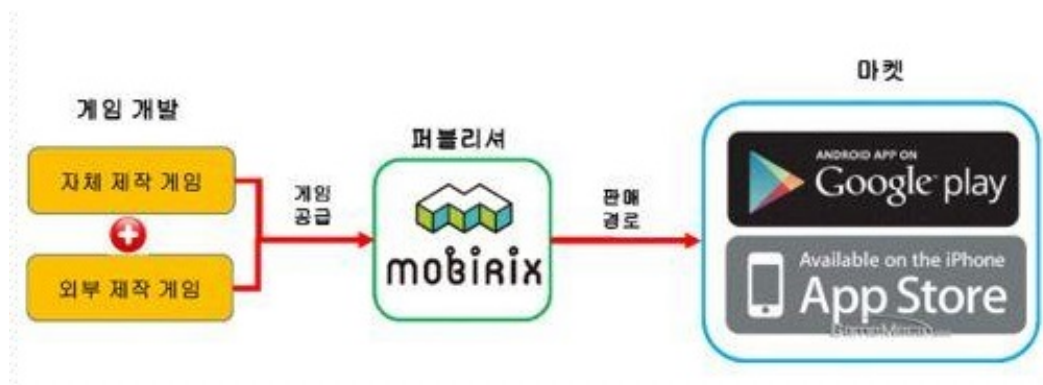 마켓
게임 개발
퍼블리셔
자체 제작 게임
외부 제작 게임
게임
공급
mobirix
판매
경로
ANDROID APP ON
Google play
Available on the iPhone
App Store